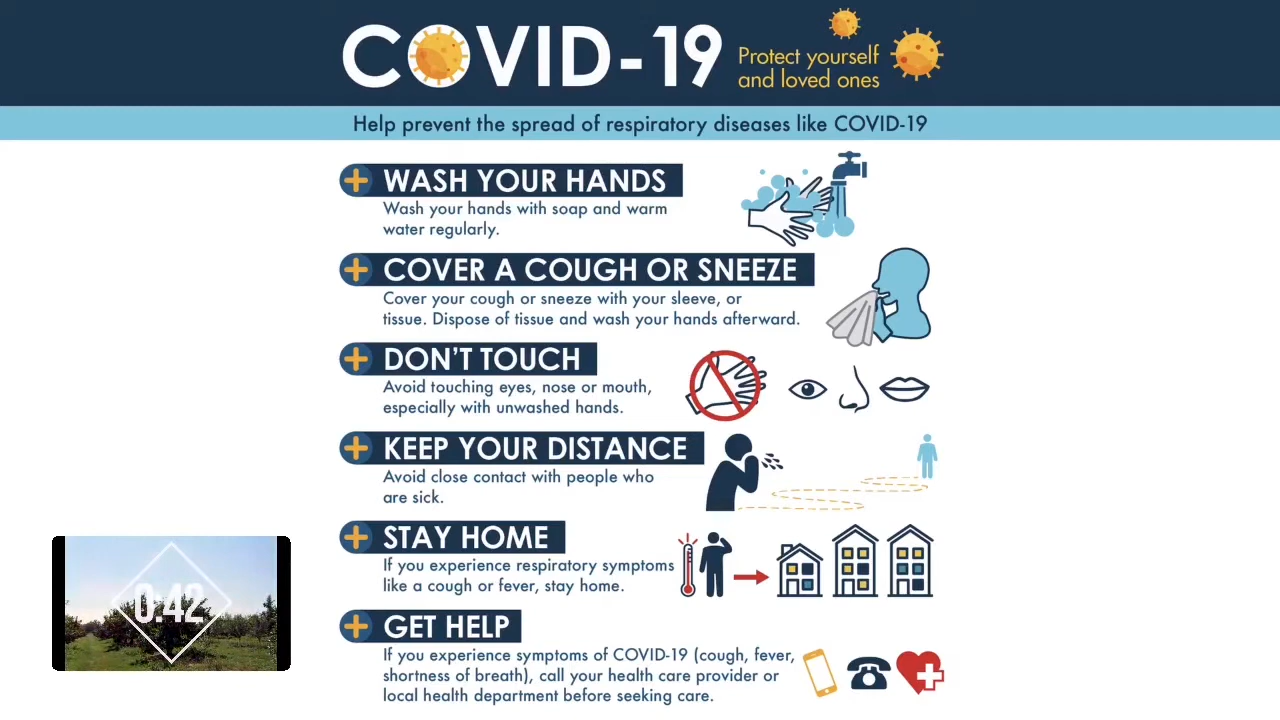 COVID-19
Protect yourself
and loved ones
Help prevent the spread of respiratory diseases like COVID-19
WASH YOUR HANDS
Wash your hands with soap and warm
water regularly.
COVER A COUGH OR SNEEZE
Cover your cough or sneeze with your sleeve, or
tissue. Dispose of tissue and wash your hands afterward.
DON'T TOUCH
Avoid touching eyes, nose or mouth,
especially with unwashed hands.
KEEP YOUR DISTANCE
Avoid close contact with people who
are sick.
STAY HOME
If you experience respiratory symptoms
like a cough or fever, stay home.
GET HELP
If you experience symptoms of COVID-19 (cough, fever,
shortness of breath), call your health care provider or
local health department before seeking care.
0:42